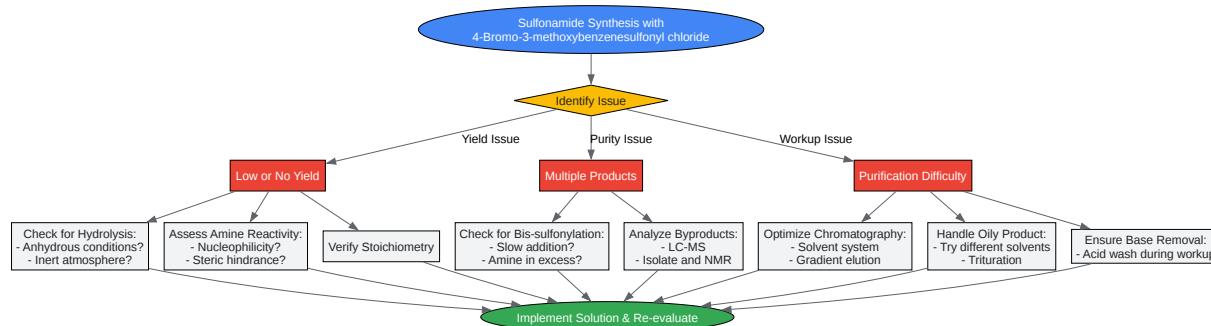 Sulfonamide Synthesis with
4-Bromo-3-methoxybenzenesulfonyl chloride
Identify Issue
Yield Issue
Purity Issue
Workup Issue
Low or No Yield
Multiple Products
Purification Difficulty
Check for Hydrolysis:
- Anhydrous conditions?
- Inert atmosphere?
Assess Amine Reactivity:
- Nucleophilicity?
- Steric hindrance?
Verify Stoichiometry
Check for Bis-sulfonylation:
- Slow addition?
- Amine in excess?
Analyze Byproducts:
- LC-MS
- Isolate and NMR
Optimize Chromatography:
- Solvent system
- Gradient elution
Handle Oily Product:
- Try different solvents
- Trituration
Ensure Base Removal:
- Acid wash during workup
Implement Solution & Re-evaluate